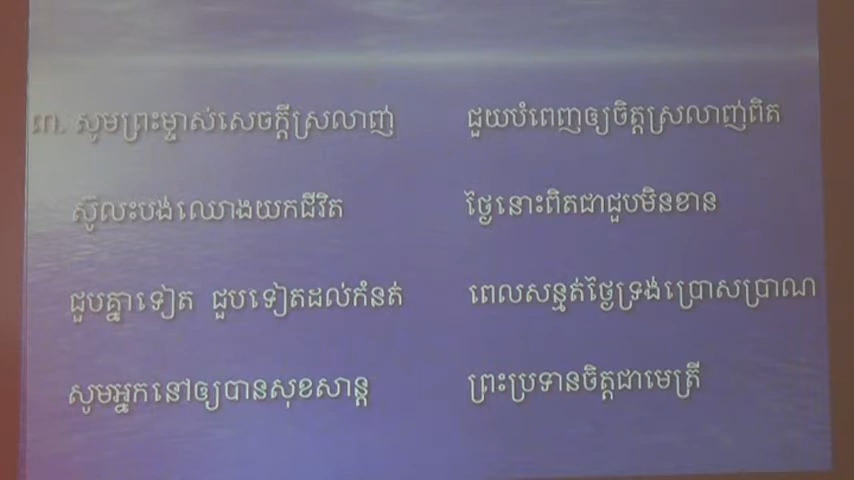 ៣. សូមព្រះម្ចាស់សេចក្ដីស្រលាញ់ ជួយបំពេញឲ្យចិត្តស្រលាញ់ពិត
ស៊ូលះបង់ឈោងយកជីវិត ថ្ងៃនោះពិតជាជួបមិនខាន
ជួបគ្នាទៀត ជួបទៀតដល់កំនត់ ពេលសន្មត់ថ្ងៃទ្រង់ប្រោសប្រាណ
សូមអ្នកនៅឲ្យបានសុខសាន្ត ព្រះប្រទានចិត្តជាមេត្រី